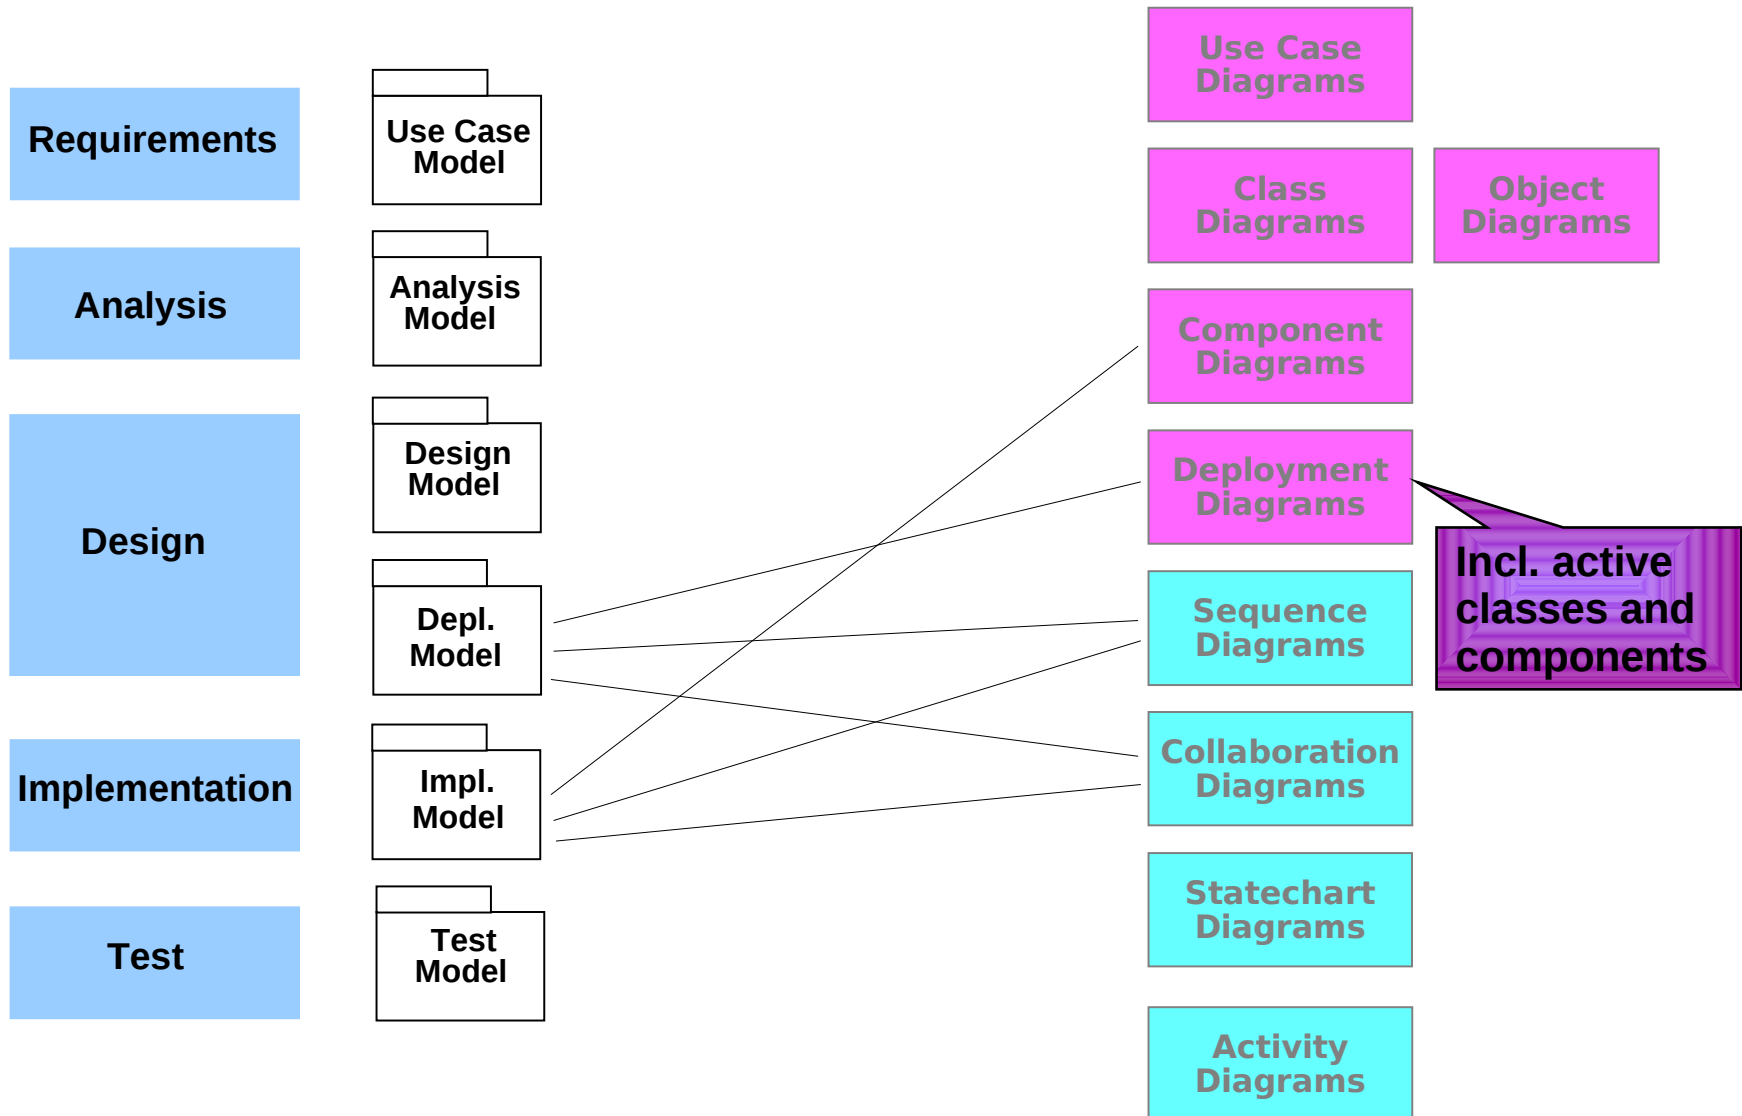 Requirements
Analysis
Design
Implementation
Test
Use Case
Model
Analysis
Model
Design
Model
Depl.
Model
Impl.
Model
Test
Model
Use Case
Diagrams
Class
Diagrams
Object
Diagrams
Component
Diagrams
Deployment
Diagrams
Sequence
Diagrams
Collaboration
Diagrams
Statechart
Diagrams
Activity
Diagrams
Incl. active
classes and
components